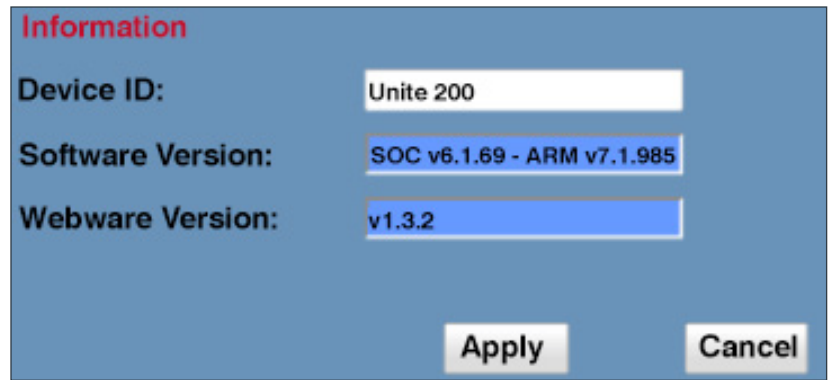 Information
Device ID: Unite 200
Software Version: SOC v6.1.69 - ARM v7.1.985
Webware Version: v1.3.2
Apply Cancel